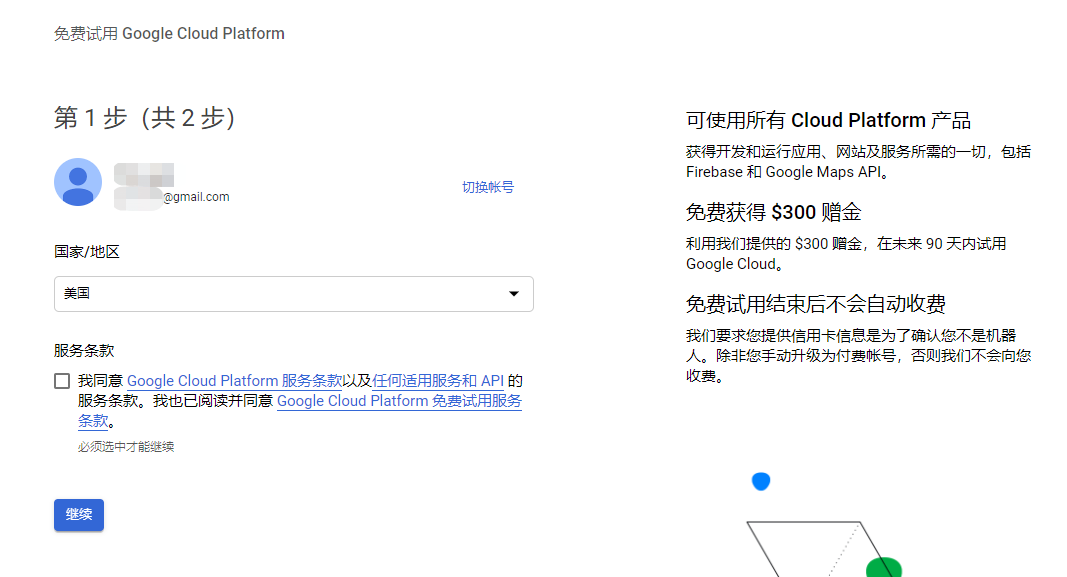 免费试用 Google Cloud Platform
第 1 步（共 2 步）
@gmail.com
切换帐号
国家/地区
美国
服务条款
我同意 Google Cloud Platform 服务条款以及任何适用服务和 API 的
服务条款。我也已阅读并同意 Google Cloud Platform 免费试用服务
条款。
必须选中才能继续
继续
可使用所有 Cloud Platform 产品
获得开发和运行应用、网站及服务所需的一切，包括
Firebase 和 Google Maps API。
免费获得 $300 赠金
利用我们提供的 $300 赠金，在未来 90 天内试用
Google Cloud。
免费试用结束后不会自动收费
我们要求您提供信用卡信息是为了确认您不是机器
人。除非您手动升级为付费帐号，否则我们不会向您
收费。